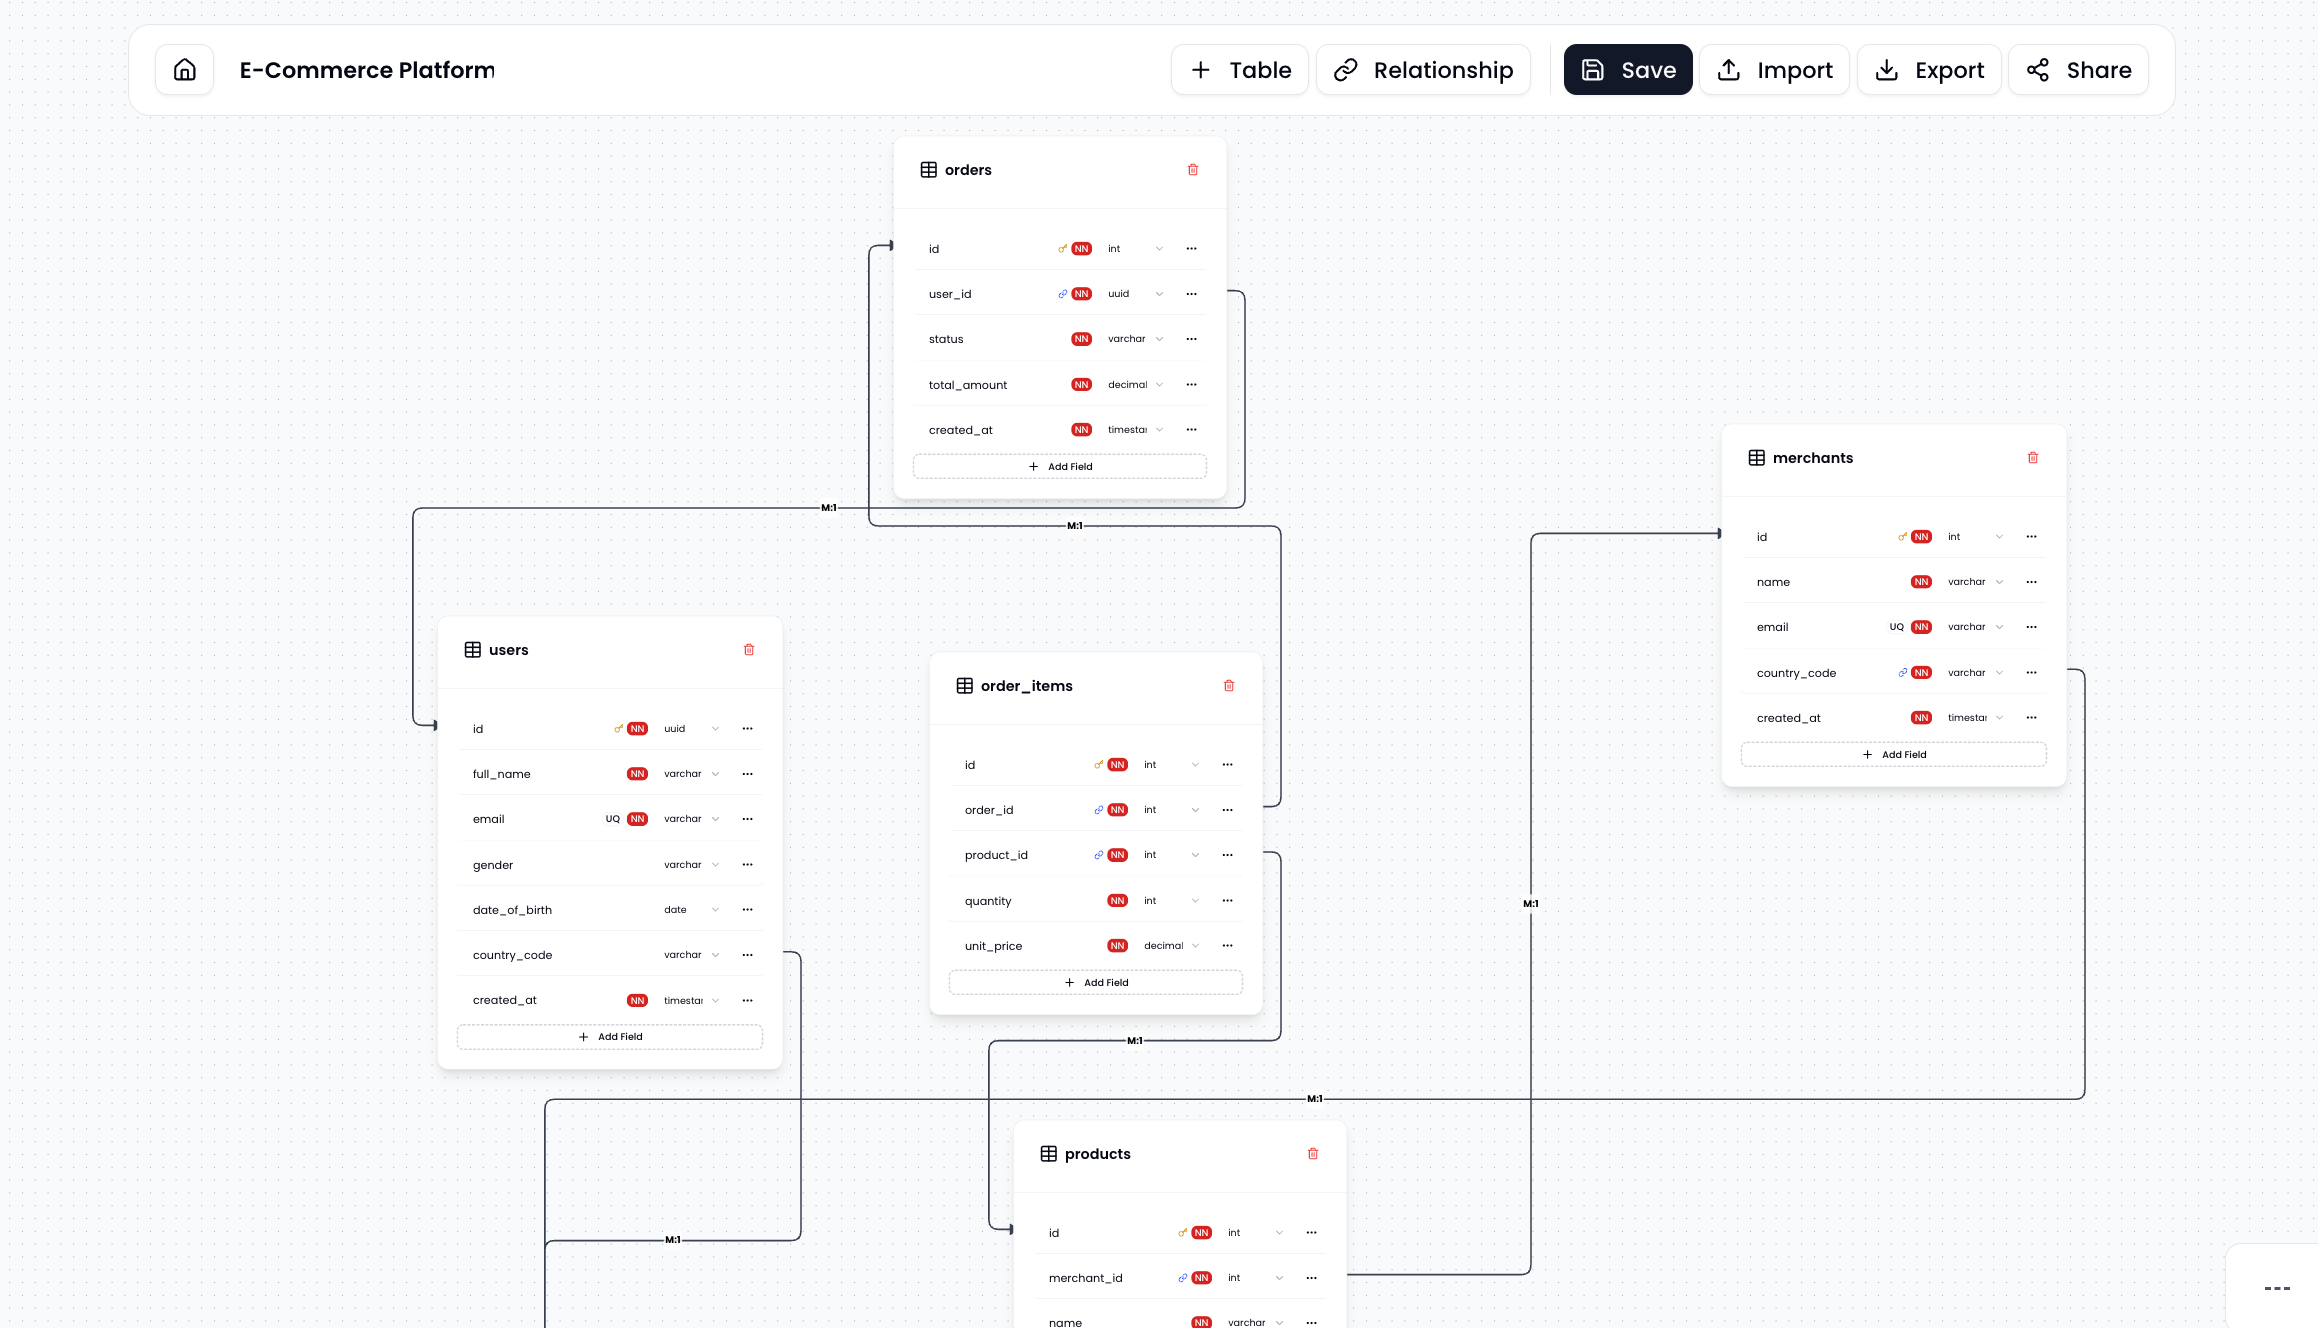 E-Commerce Platform
Table
Relationship
Save
Import
Export
Share
orders
id NN int
user_id NN uuid
status NN varchar
total_amount NN decimal
created_at NN timestar
Add Field
M:1
M:1
merchants
id NN int
name NN varchar
email UQ NN varchar
country_code NN varchar
created_at NN timestar
Add Field
users
id NN uuid
full_name NN varchar
email UQ NN varchar
gender varchar
date_of_birth date
country_code varchar
created_at NN timestar
Add Field
order_items
id NN int
order_id NN int
product_id NN int
quantity NN int
unit_price NN decimal
Add Field
M:1
M:1
M:1
M:1
products
id NN int
merchant_id NN int
name NN varchar